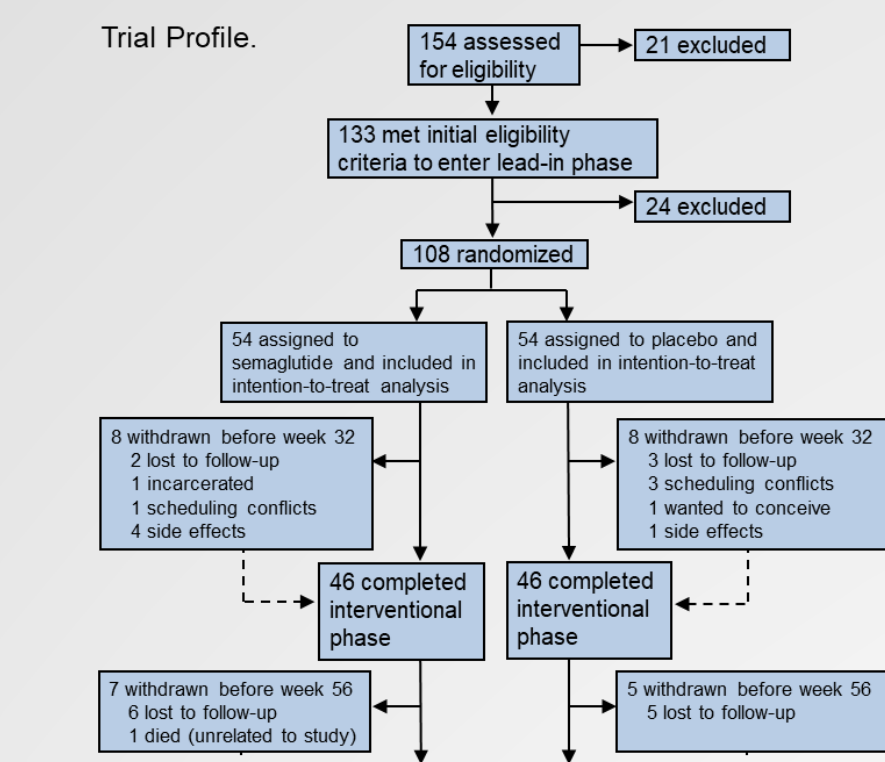 Trial Profile.
154 assessed
for eligibility
21 excluded
133 met initial eligibility
criteria to enter lead-in phase
24 excluded
108 randomized
54 assigned to
semaglutide and included in
intention-to-treat analysis
54 assigned to placebo and
included in intention-to-treat
analysis
8 withdrawn before week 32
2 lost to follow-up
1 incarcerated
1 scheduling conflicts
4 side effects
8 withdrawn before week 32
3 lost to follow-up
3 scheduling conflicts
1 wanted to conceive
1 side effects
46 completed
interventional
phase
46 completed
interventional
phase
7 withdrawn before week 56
6 lost to follow-up
1 died (unrelated to study)
5 withdrawn before week 56
5 lost to follow-up